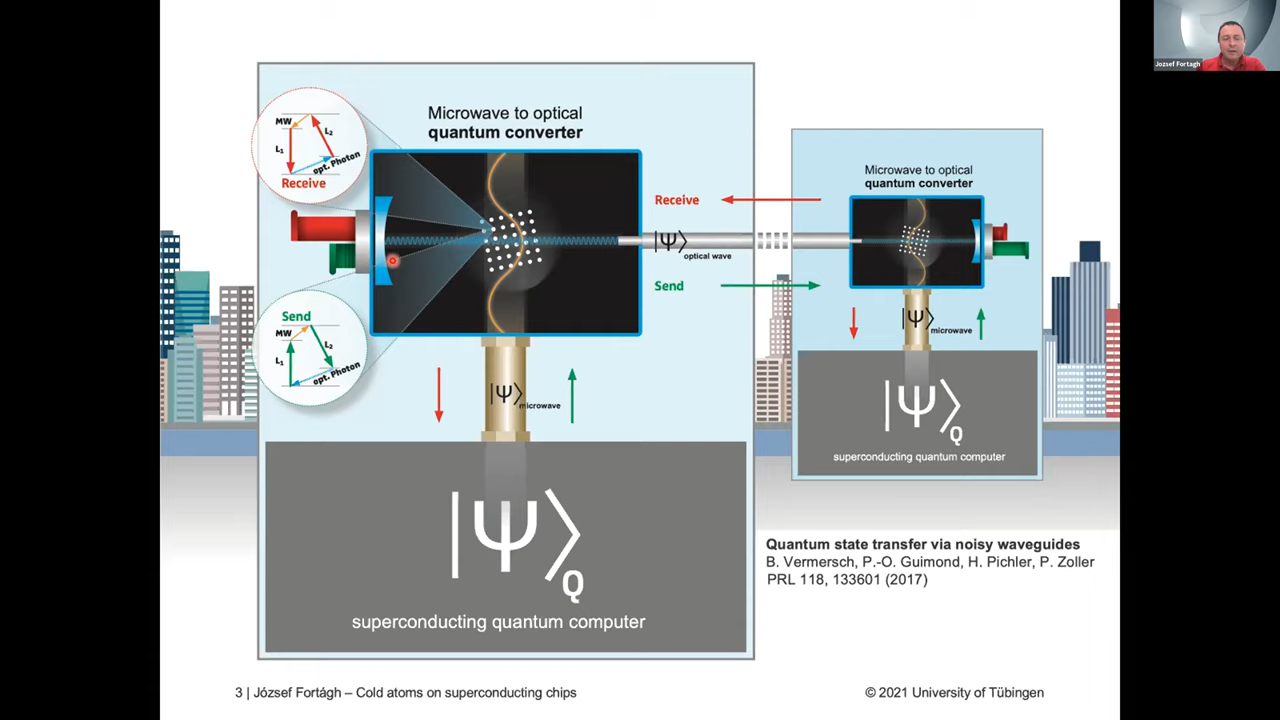 Jozsef Fortagh
Microwave to optical
quantum converter
MW
L₂
L₁
opt. Photon
Receive
Send
MW
L₂
L₁
opt. Photon
Receive
|Ψ⟩ optical wave
Send
Microwave to optical
quantum converter
|Ψ⟩ microwave
|Ψ⟩Q
superconducting quantum computer
|Ψ⟩ microwave
|Ψ⟩Q
superconducting quantum computer
Quantum state transfer via noisy waveguides
B. Vermersch, P.-O. Guimond, H. Pichler, P. Zoller
PRL 118, 133601 (2017)
3 | József Fortágh – Cold atoms on superconducting chips
© 2021 University of Tübingen